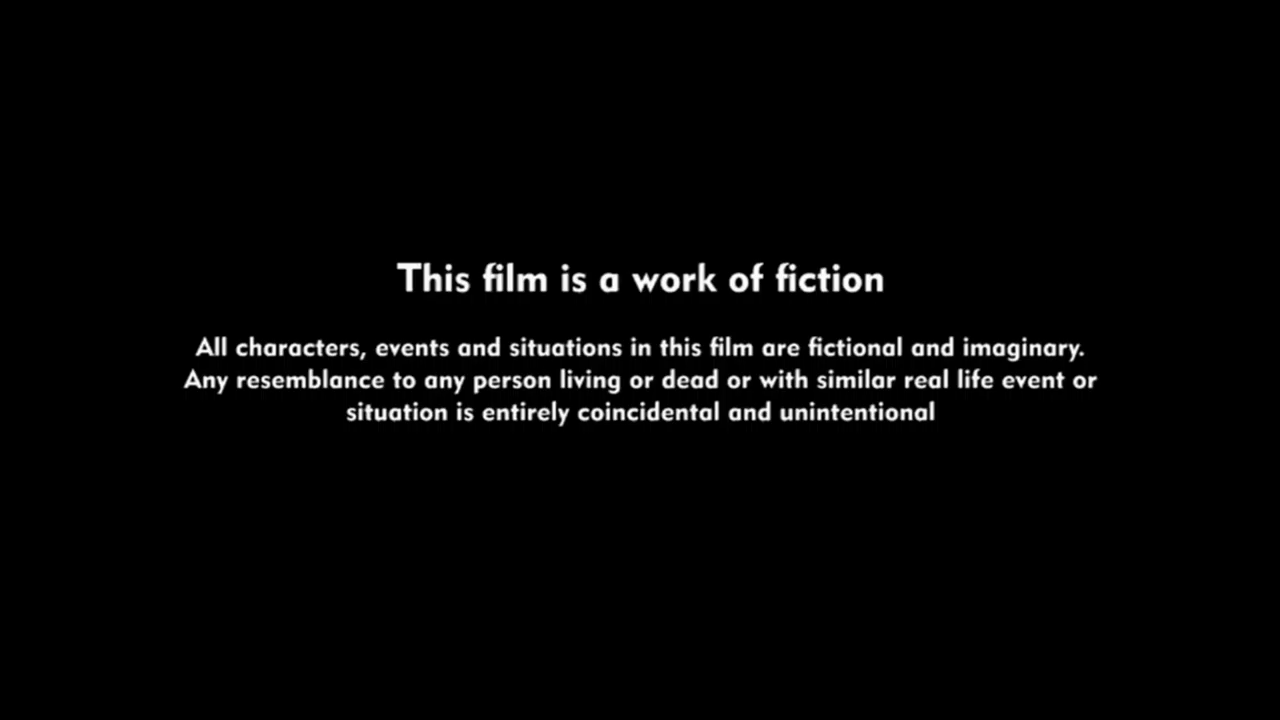 This film is a work of fiction
All characters, events and situations in this film are fictional and imaginary.
Any resemblance to any person living or dead or with similar real life event or
situation is entirely coincidental and unintentional